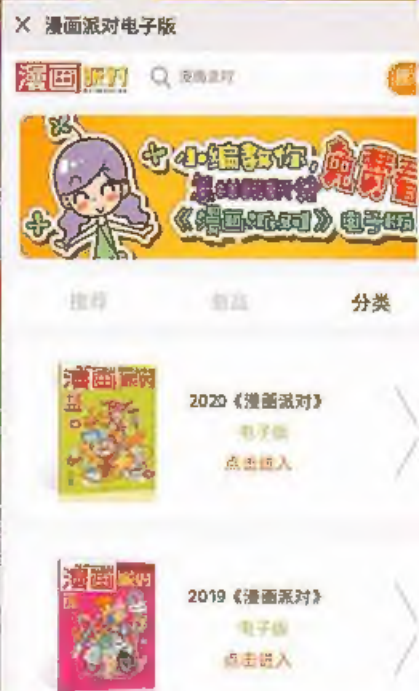 漫画派对电子版
漫画派对
漫画派对
小编教你,免费看
《漫画派对》电子版
推荐
分类
漫画派对
2020《漫画派对》
电子版
点击进入
漫画派对
2019《漫画派对》
电子版
点击进入